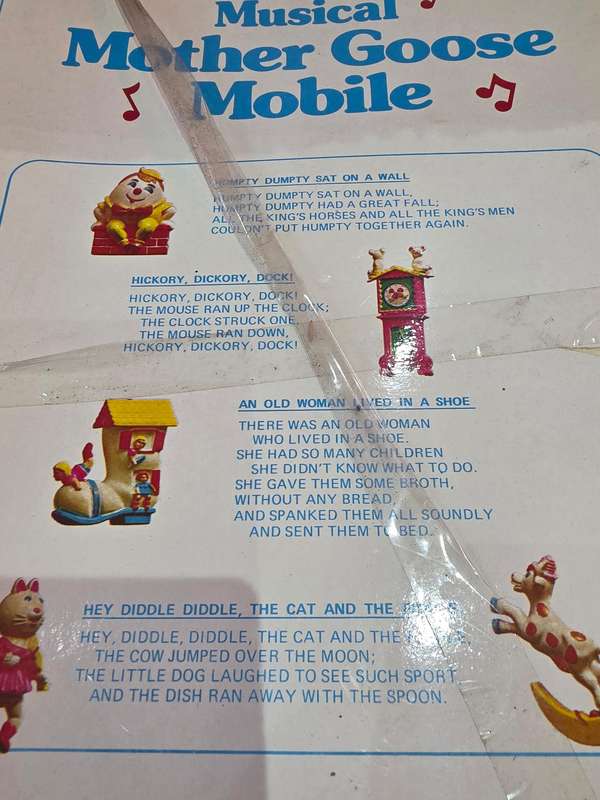 Musical
Mother Goose
Mobile
HUMPTY DUMPTY SAT ON A WALL
HUMPTY DUMPTY SAT ON A WALL,
HUMPTY DUMPTY HAD A GREAT FALL;
ALL THE KING'S HORSES AND ALL THE KING'S MEN
COULDN'T PUT HUMPTY TOGETHER AGAIN.
HICKORY, DICKORY, DOCK!
HICKORY, DICKORY, DOCK!
THE MOUSE RAN UP THE CLOCK;
THE CLOCK STRUCK ONE,
THE MOUSE RAN DOWN,
HICKORY, DICKORY, DOCK!
AN OLD WOMAN LIVED IN A SHOE
THERE WAS AN OLD WOMAN
WHO LIVED IN A SHOE.
SHE HAD SO MANY CHILDREN
SHE DIDN'T KNOW WHAT TO DO.
SHE GAVE THEM SOME BROTH,
WITHOUT ANY BREAD,
AND SPANKED THEM ALL SOUNDLY
AND SENT THEM TO BED.
HEY DIDDLE DIDDLE, THE CAT AND THE
HEY, DIDDLE, DIDDLE, THE CAT AND THE
THE COW JUMPED OVER THE MOON;
THE LITTLE DOG LAUGHED TO SEE SUCH SPORT
AND THE DISH RAN AWAY WITH THE SPOON.